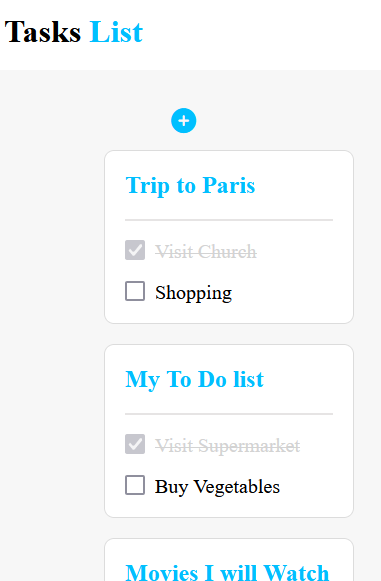 Tasks List
Trip to Paris
Visit Church
Shopping
My To Do list
Visit Supermarket
Buy Vegetables
Movies I will Watch